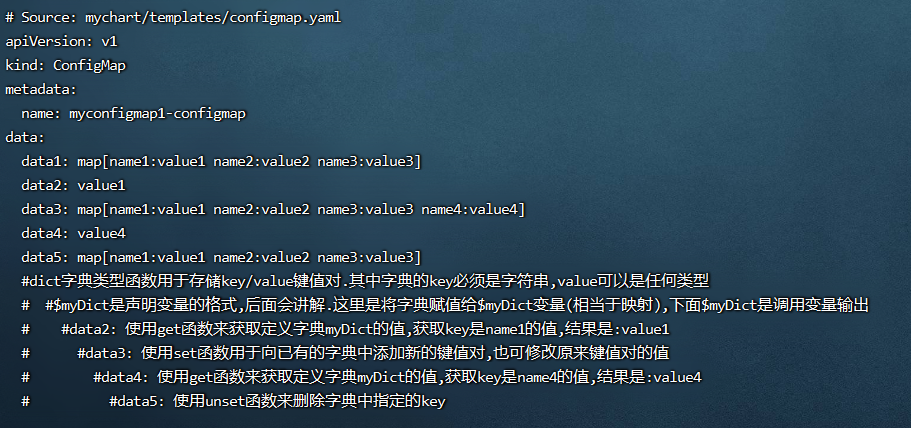 # Source: mychart/templates/configmap.yaml
apiVersion: v1
kind: ConfigMap
metadata:
  name: myconfigmap1-configmap
data:
  data1: map[name1:value1 name2:value2 name3:value3]
  data2: value1
  data3: map[name1:value1 name2:value2 name3:value3 name4:value4]
  data4: value4
  data5: map[name1:value1 name2:value2 name3:value3]
  #dict字典类型函数用于存储key/value键值对.其中字典的key必须是字符串,value可以是任何类型
  #  #$myDict是声明变量的格式,后面会讲解.这里是将字典赋值给$myDict变量(相当于映射),下面$myDict是调用变量输出
  #    #data2: 使用get函数来获取定义字典myDict的值,获取key是name1的值,结果是:value1
  #      #data3: 使用set函数用于向已有的字典中添加新的键值对,也可修改原来键值对的值
  #        #data4: 使用get函数来获取定义字典myDict的值,获取key是name4的值,结果是:value4
  #          #data5: 使用unset函数来删除字典中指定的key